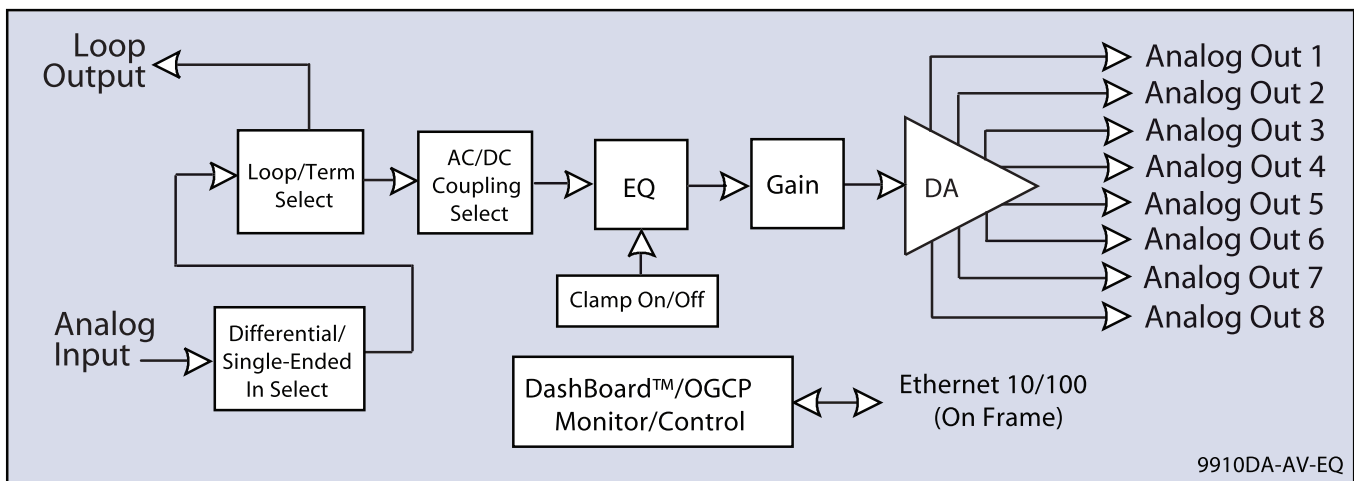 Loop
Output
Loop/Term
Select
AC/DC
Coupling
Select
EQ
Gain
DA
Analog Out 1
Analog Out 2
Analog Out 3
Analog Out 4
Analog Out 5
Analog Out 6
Analog Out 7
Analog Out 8
Clamp On/Off
Analog
Input
Differential/
Single-Ended
In Select
DashBoard™/OGCP
Monitor/Control
Ethernet 10/100
(On Frame)
9910DA-AV-EQ